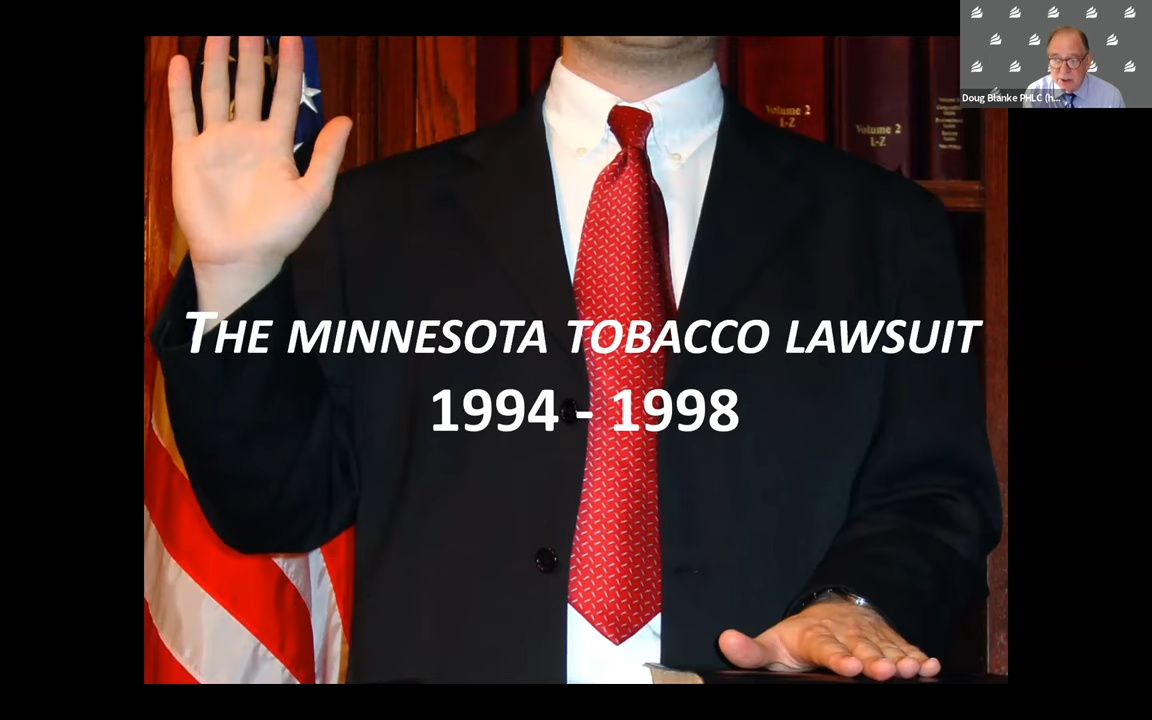 Doug Blanke PHLC (h...
Volume 2
L-Z
Volume 2
L-Z
THE MINNESOTA TOBACCO LAWSUIT
1994 - 1998